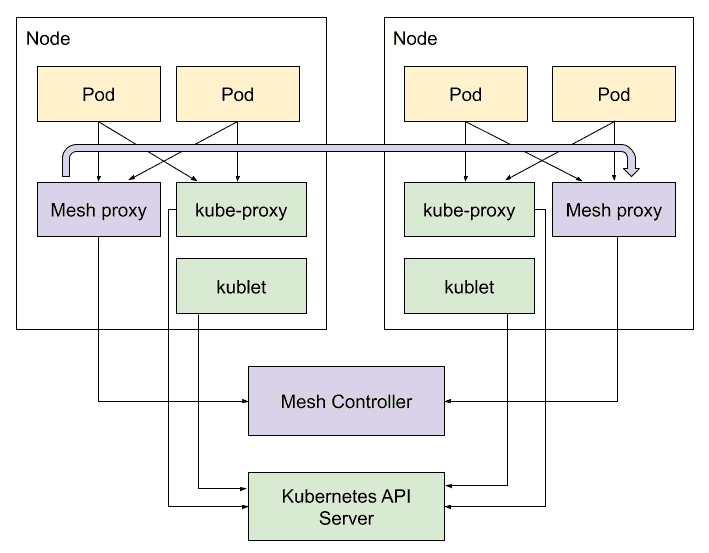 Node
Pod
Pod
Mesh proxy
kube-proxy
kublet
Node
Pod
Pod
kube-proxy
Mesh proxy
kublet
Mesh Controller
Kubernetes API
Server